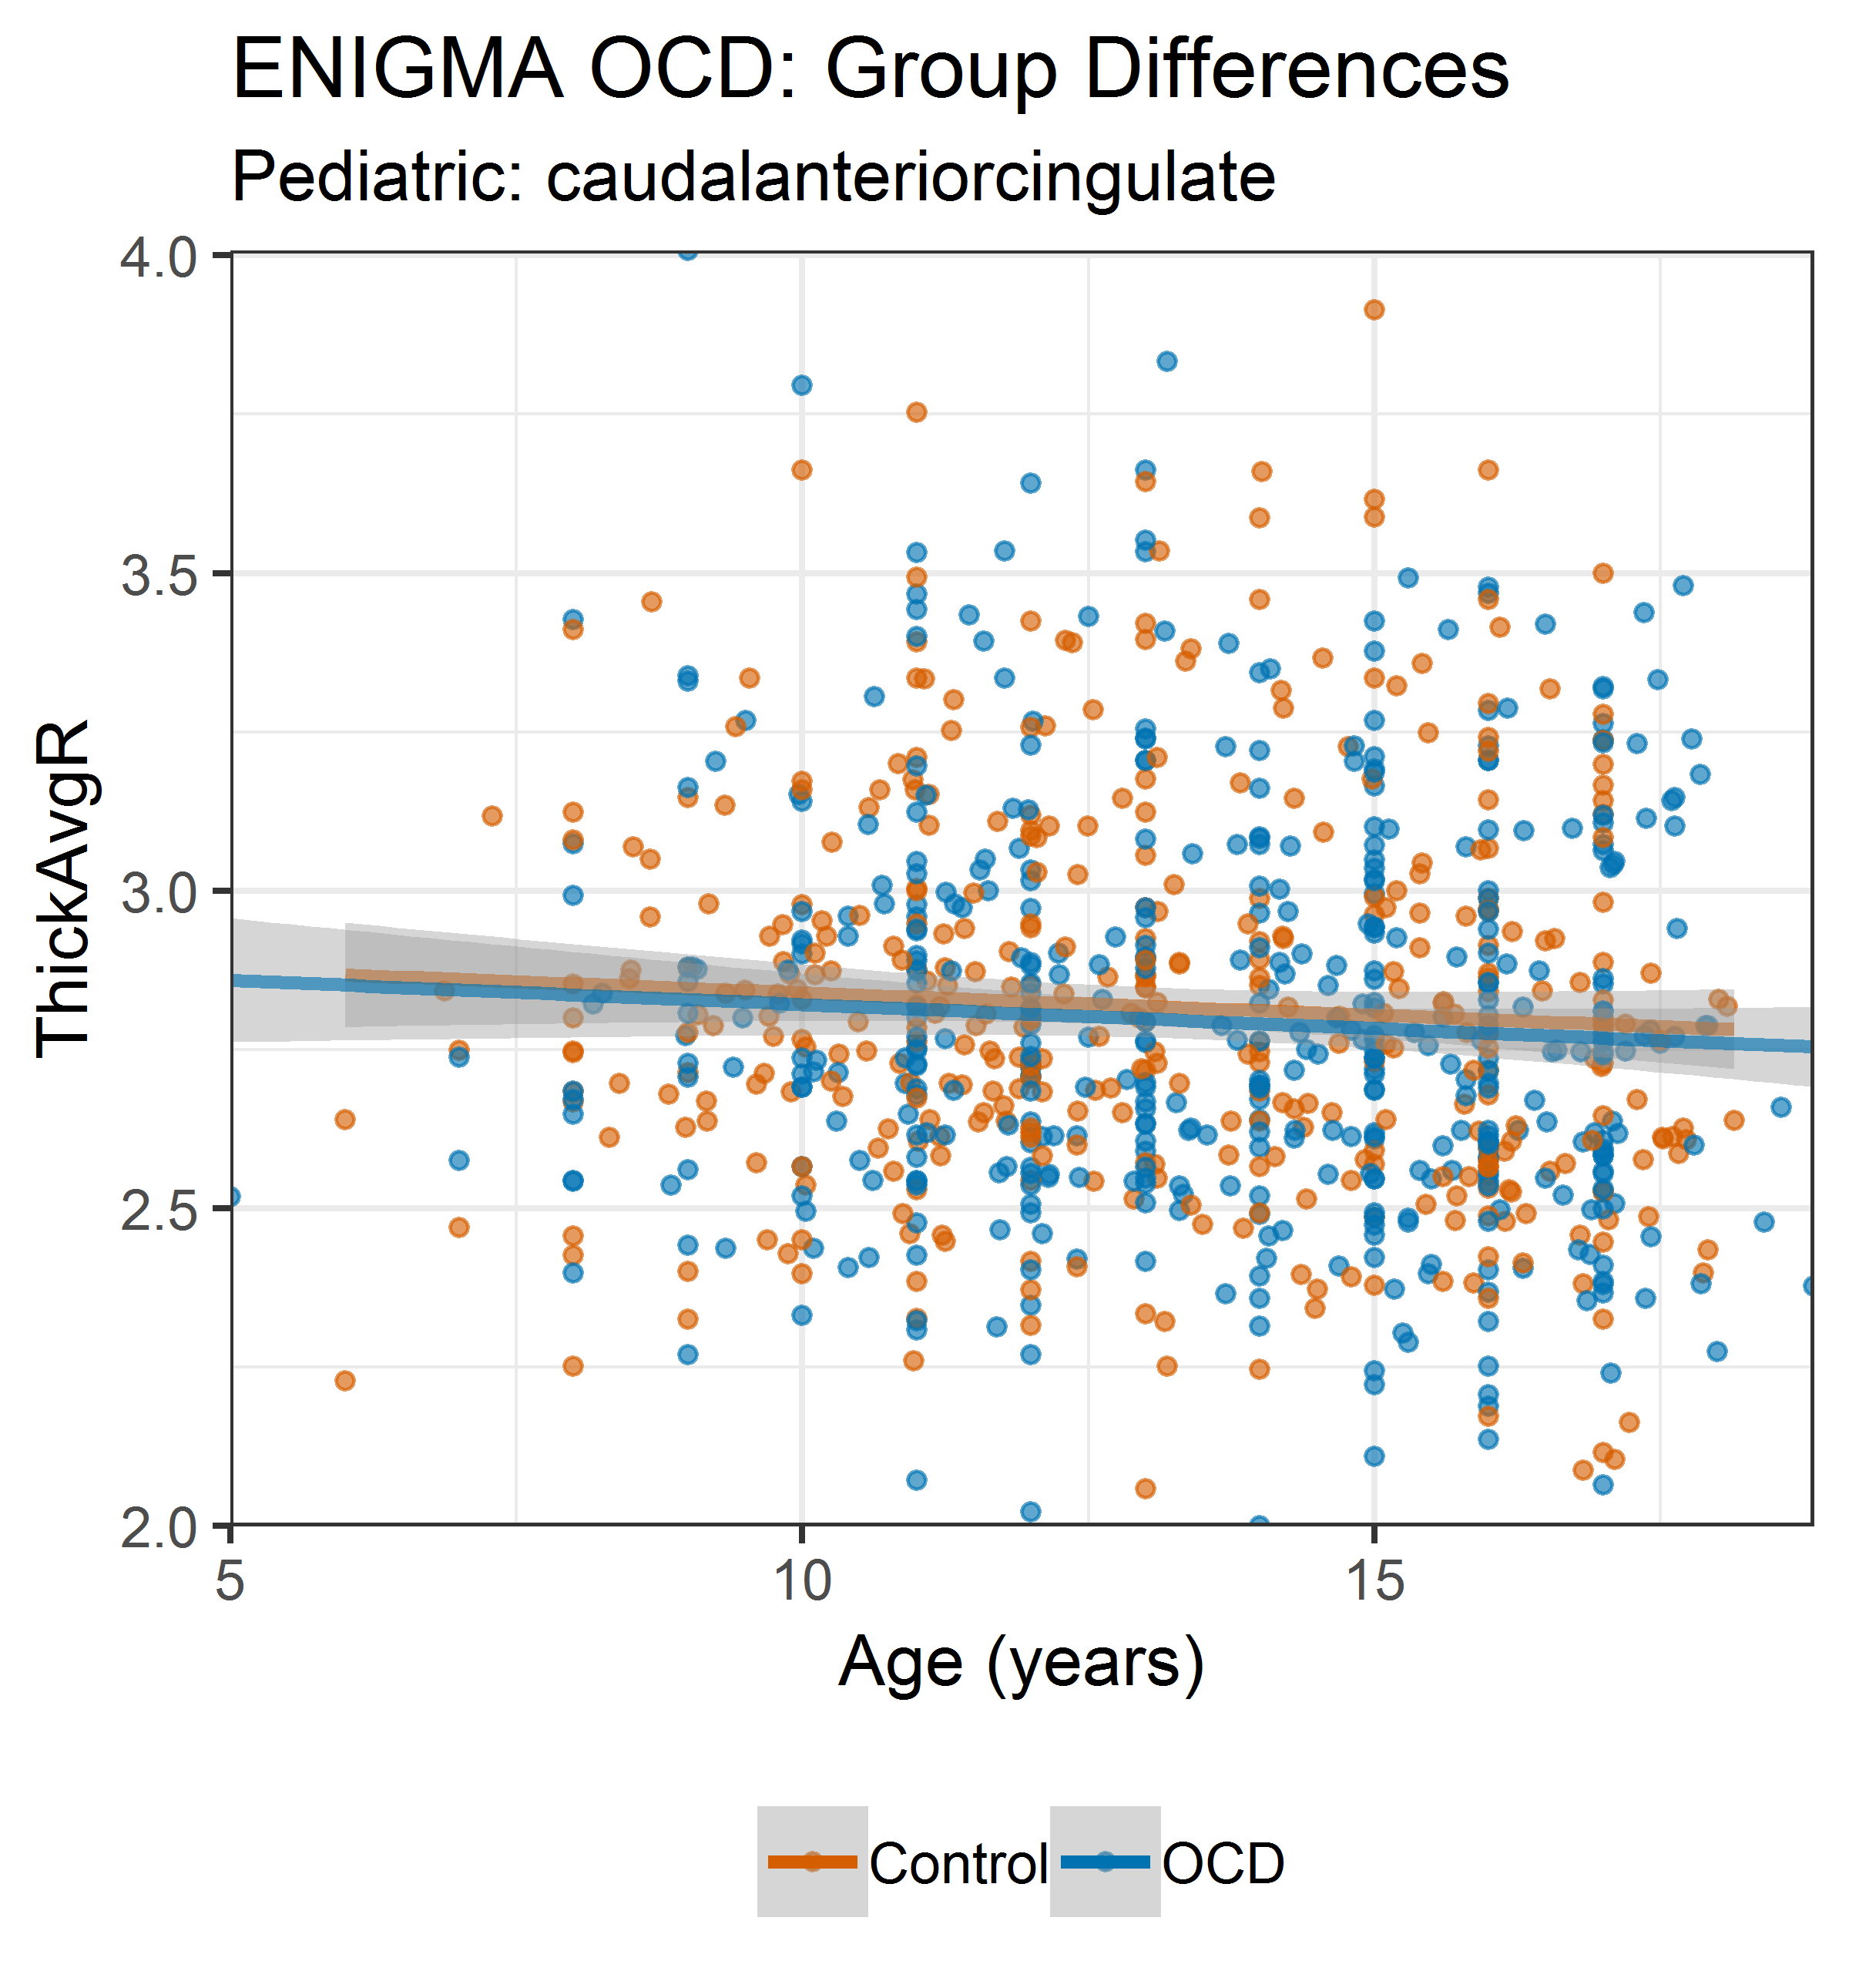 ENIGMA OCD: Group Differences
Pediatric: caudalanteriorcingulate
ThickAvgR
4.0
3.5
3.0
2.5
2.0
5 10 15
Age (years)
Control OCD